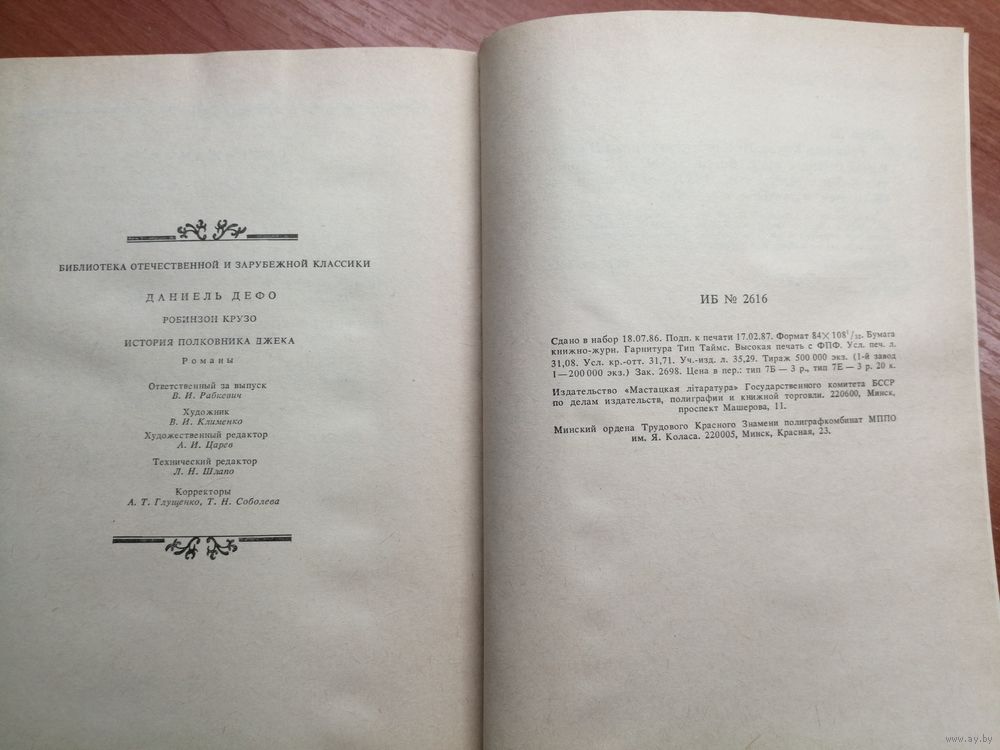 БИБЛИОТЕКА ОТЕЧЕСТВЕННОЙ И ЗАРУБЕЖНОЙ КЛАССИКИ
ДАНИЕЛЬ ДЕФО
РОБИНЗОН КРУЗО
ИСТОРИЯ ПОЛКОВНИКА ДЖЕКА
Романы
Ответственный за выпуск
В. И. Рабкевич
Художник
В. И. Клименко
Художественный редактор
А. И. Царев
Технический редактор
Л. Н. Шлапо
Корректоры
А. Т. Глущенко, Т. Н. Соболева
ИБ № 2616
Сдано в набор 18.07.86. Подп. к печати 17.02.87. Формат 84×108¹/₃₂. Бумага
книжно-журн. Гарнитура Тип Таймс. Высокая печать с ФПФ. Усл. печ. л.
31,08. Усл. кр.-отт. 31,71. Уч.-изд. л. 35,29. Тираж 500 000 экз. (1-й завод
1—200 000 экз.) Зак. 2698. Цена в пер.: тип 7Б — 3 р., тип 7Е — 3 р. 20 к.
Издательство «Мастацкая літаратура» Государственного комитета БССР
по делам издательств, полиграфии и книжной торговли. 220600, Минск,
проспект Машерова, 11.
Минский ордена Трудового Красного Знамени полиграфкомбинат МППО
им. Я. Коласа. 220005, Минск, Красная, 23.
www.ay.by